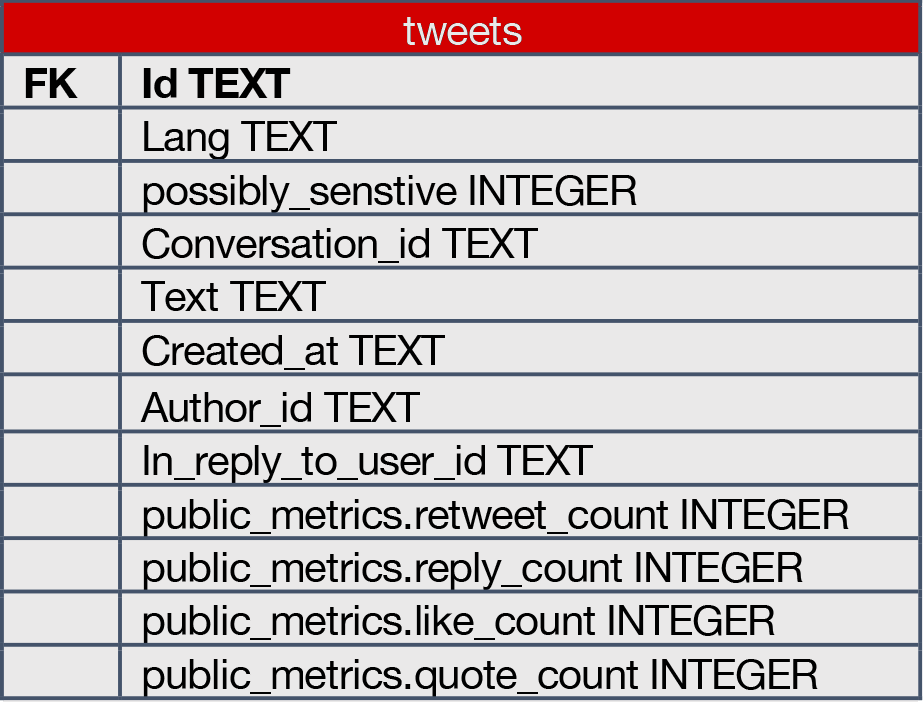 tweets
FK Id TEXT
Lang TEXT
possibly_senstive INTEGER
Conversation_id TEXT
Text TEXT
Created_at TEXT
Author_id TEXT
In_reply_to_user_id TEXT
public_metrics.retweet_count INTEGER
public_metrics.reply_count INTEGER
public_metrics.like_count INTEGER
public_metrics.quote_count INTEGER